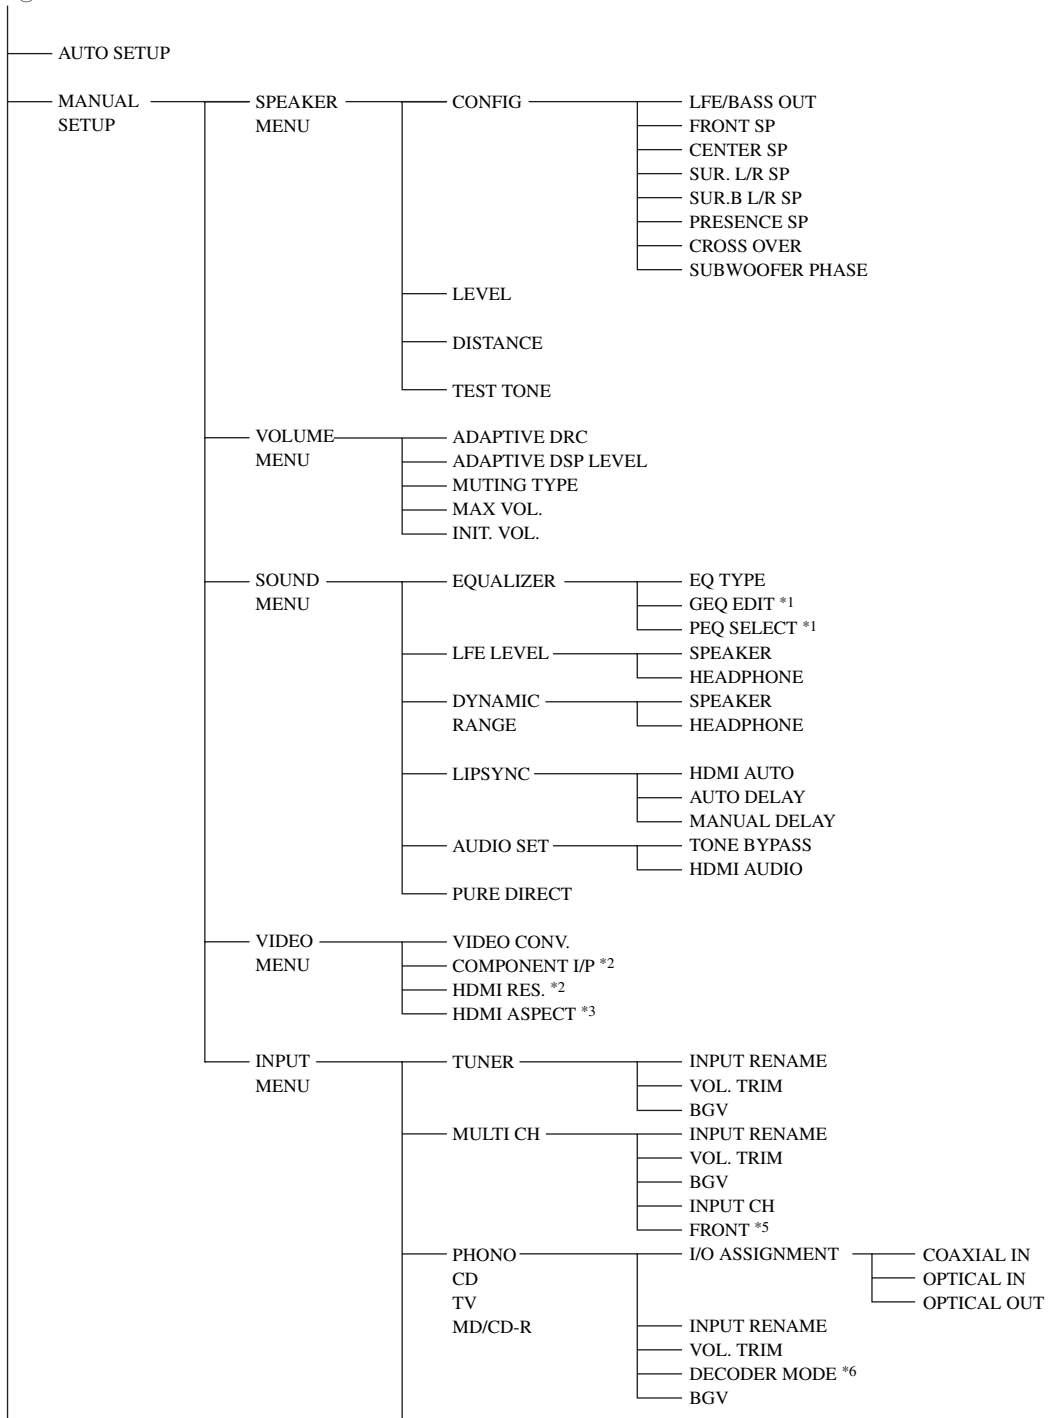 AUTO SETUP
MANUAL SPEAKER CONFIG LFE/BASS OUT
SETUP MENU FRONT SP
CENTER SP
SUR. L/R SP
SUR.B L/R SP
PRESENCE SP
CROSS OVER
SUBWOOFER PHASE
LEVEL
DISTANCE
TEST TONE
VOLUME ADAPTIVE DRC
MENU ADAPTIVE DSP LEVEL
MUTING TYPE
MAX VOL.
INIT. VOL.
SOUND EQUALIZER EQ TYPE
MENU GEQ EDIT *1
PEQ SELECT *1
LFE LEVEL SPEAKER
HEADPHONE
DYNAMIC SPEAKER
RANGE HEADPHONE
LIPSYNC HDMI AUTO
AUTO DELAY
MANUAL DELAY
AUDIO SET TONE BYPASS
HDMI AUDIO
PURE DIRECT
VIDEO VIDEO CONV.
MENU COMPONENT I/P *2
HDMI RES. *2
HDMI ASPECT *3
INPUT TUNER INPUT RENAME
MENU VOL. TRIM
BGV
MULTI CH INPUT RENAME
VOL. TRIM
BGV
INPUT CH
FRONT *5
PHONO I/O ASSIGNMENT COAXIAL IN
CD OPTICAL IN
TV OPTICAL OUT
MD/CD-R INPUT RENAME
VOL. TRIM
DECODER MODE *6
BGV